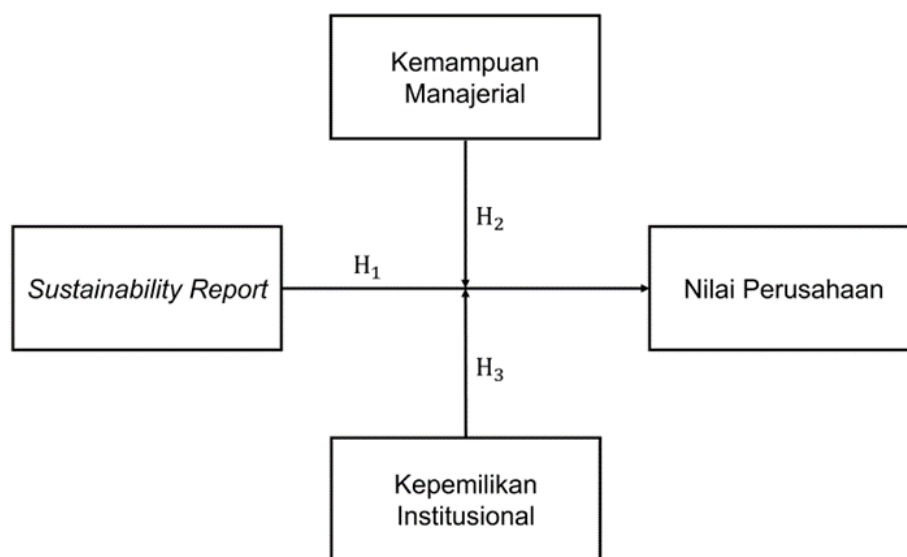 Kemampuan
Manajerial
H₂
H₁
Sustainability Report
Nilai Perusahaan
H₃
Kepemilikan
Institusional